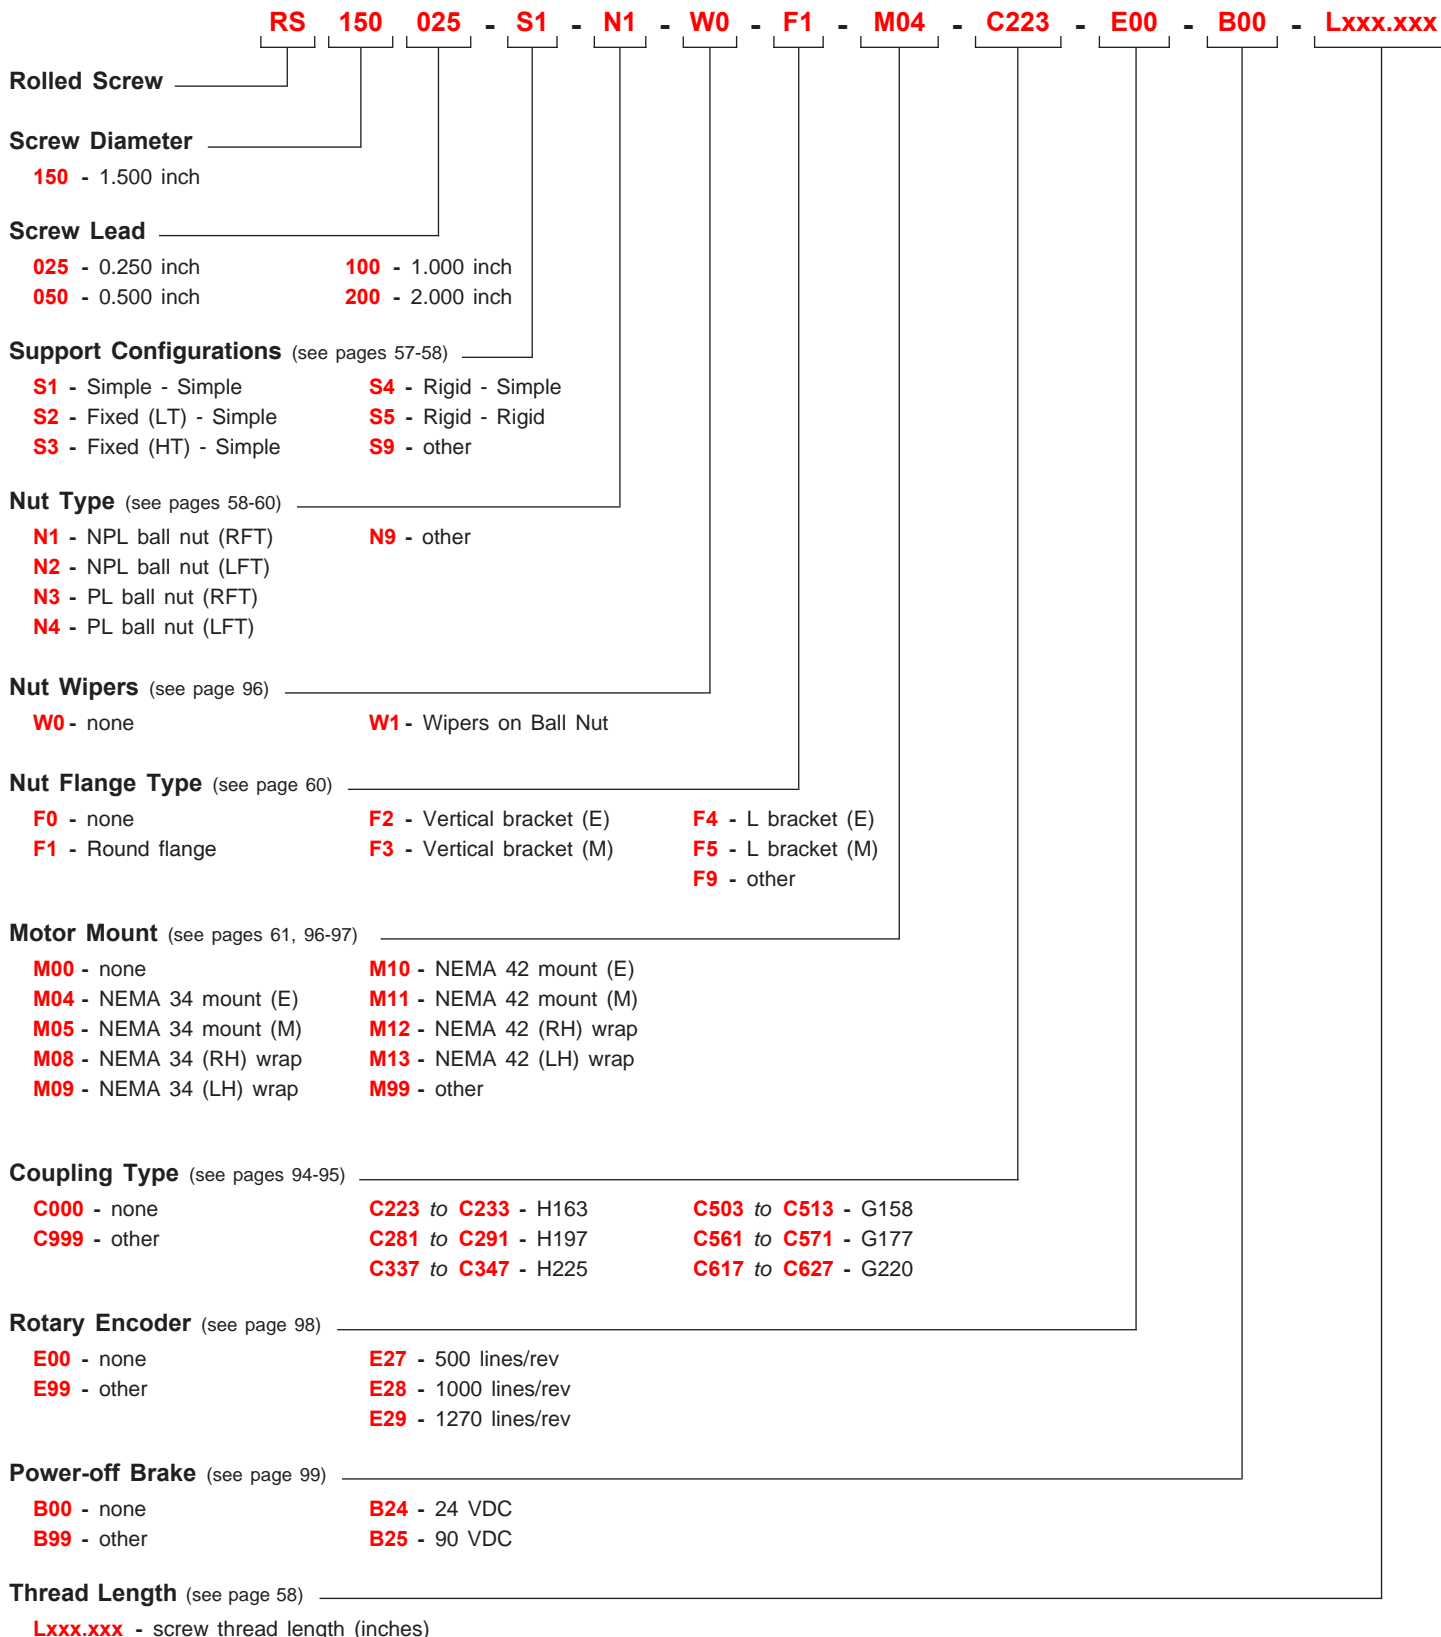 RS 150 025 - S1 - N1 - W0 - F1 - M04 - C223 - E00 - B00 - Lxxx.xxx
Rolled Screw
Screw Diameter
150 - 1.500 inch
Screw Lead
025 - 0.250 inch 100 - 1.000 inch
050 - 0.500 inch 200 - 2.000 inch
Support Configurations (see pages 57-58)
S1 - Simple - Simple S4 - Rigid - Simple
S2 - Fixed (LT) - Simple S5 - Rigid - Rigid
S3 - Fixed (HT) - Simple S9 - other
Nut Type (see pages 58-60)
N1 - NPL ball nut (RFT) N9 - other
N2 - NPL ball nut (LFT)
N3 - PL ball nut (RFT)
N4 - PL ball nut (LFT)
Nut Wipers (see page 96)
W0 - none W1 - Wipers on Ball Nut
Nut Flange Type (see page 60)
F0 - none F2 - Vertical bracket (E) F4 - L bracket (E)
F1 - Round flange F3 - Vertical bracket (M) F5 - L bracket (M)
F9 - other
Motor Mount (see pages 61, 96-97)
M00 - none M10 - NEMA 42 mount (E)
M04 - NEMA 34 mount (E) M11 - NEMA 42 mount (M)
M05 - NEMA 34 mount (M) M12 - NEMA 42 (RH) wrap
M08 - NEMA 34 (RH) wrap M13 - NEMA 42 (LH) wrap
M09 - NEMA 34 (LH) wrap M99 - other
Coupling Type (see pages 94-95)
C000 - none C223 to C233 - H163 C503 to C513 - G158
C999 - other C281 to C291 - H197 C561 to C571 - G177
C337 to C347 - H225 C617 to C627 - G220
Rotary Encoder (see page 98)
E00 - none E27 - 500 lines/rev
E99 - other E28 - 1000 lines/rev
E29 - 1270 lines/rev
Power-off Brake (see page 99)
B00 - none B24 - 24 VDC
B99 - other B25 - 90 VDC
Thread Length (see page 58)
Lxxx.xxx - screw thread length (inches)